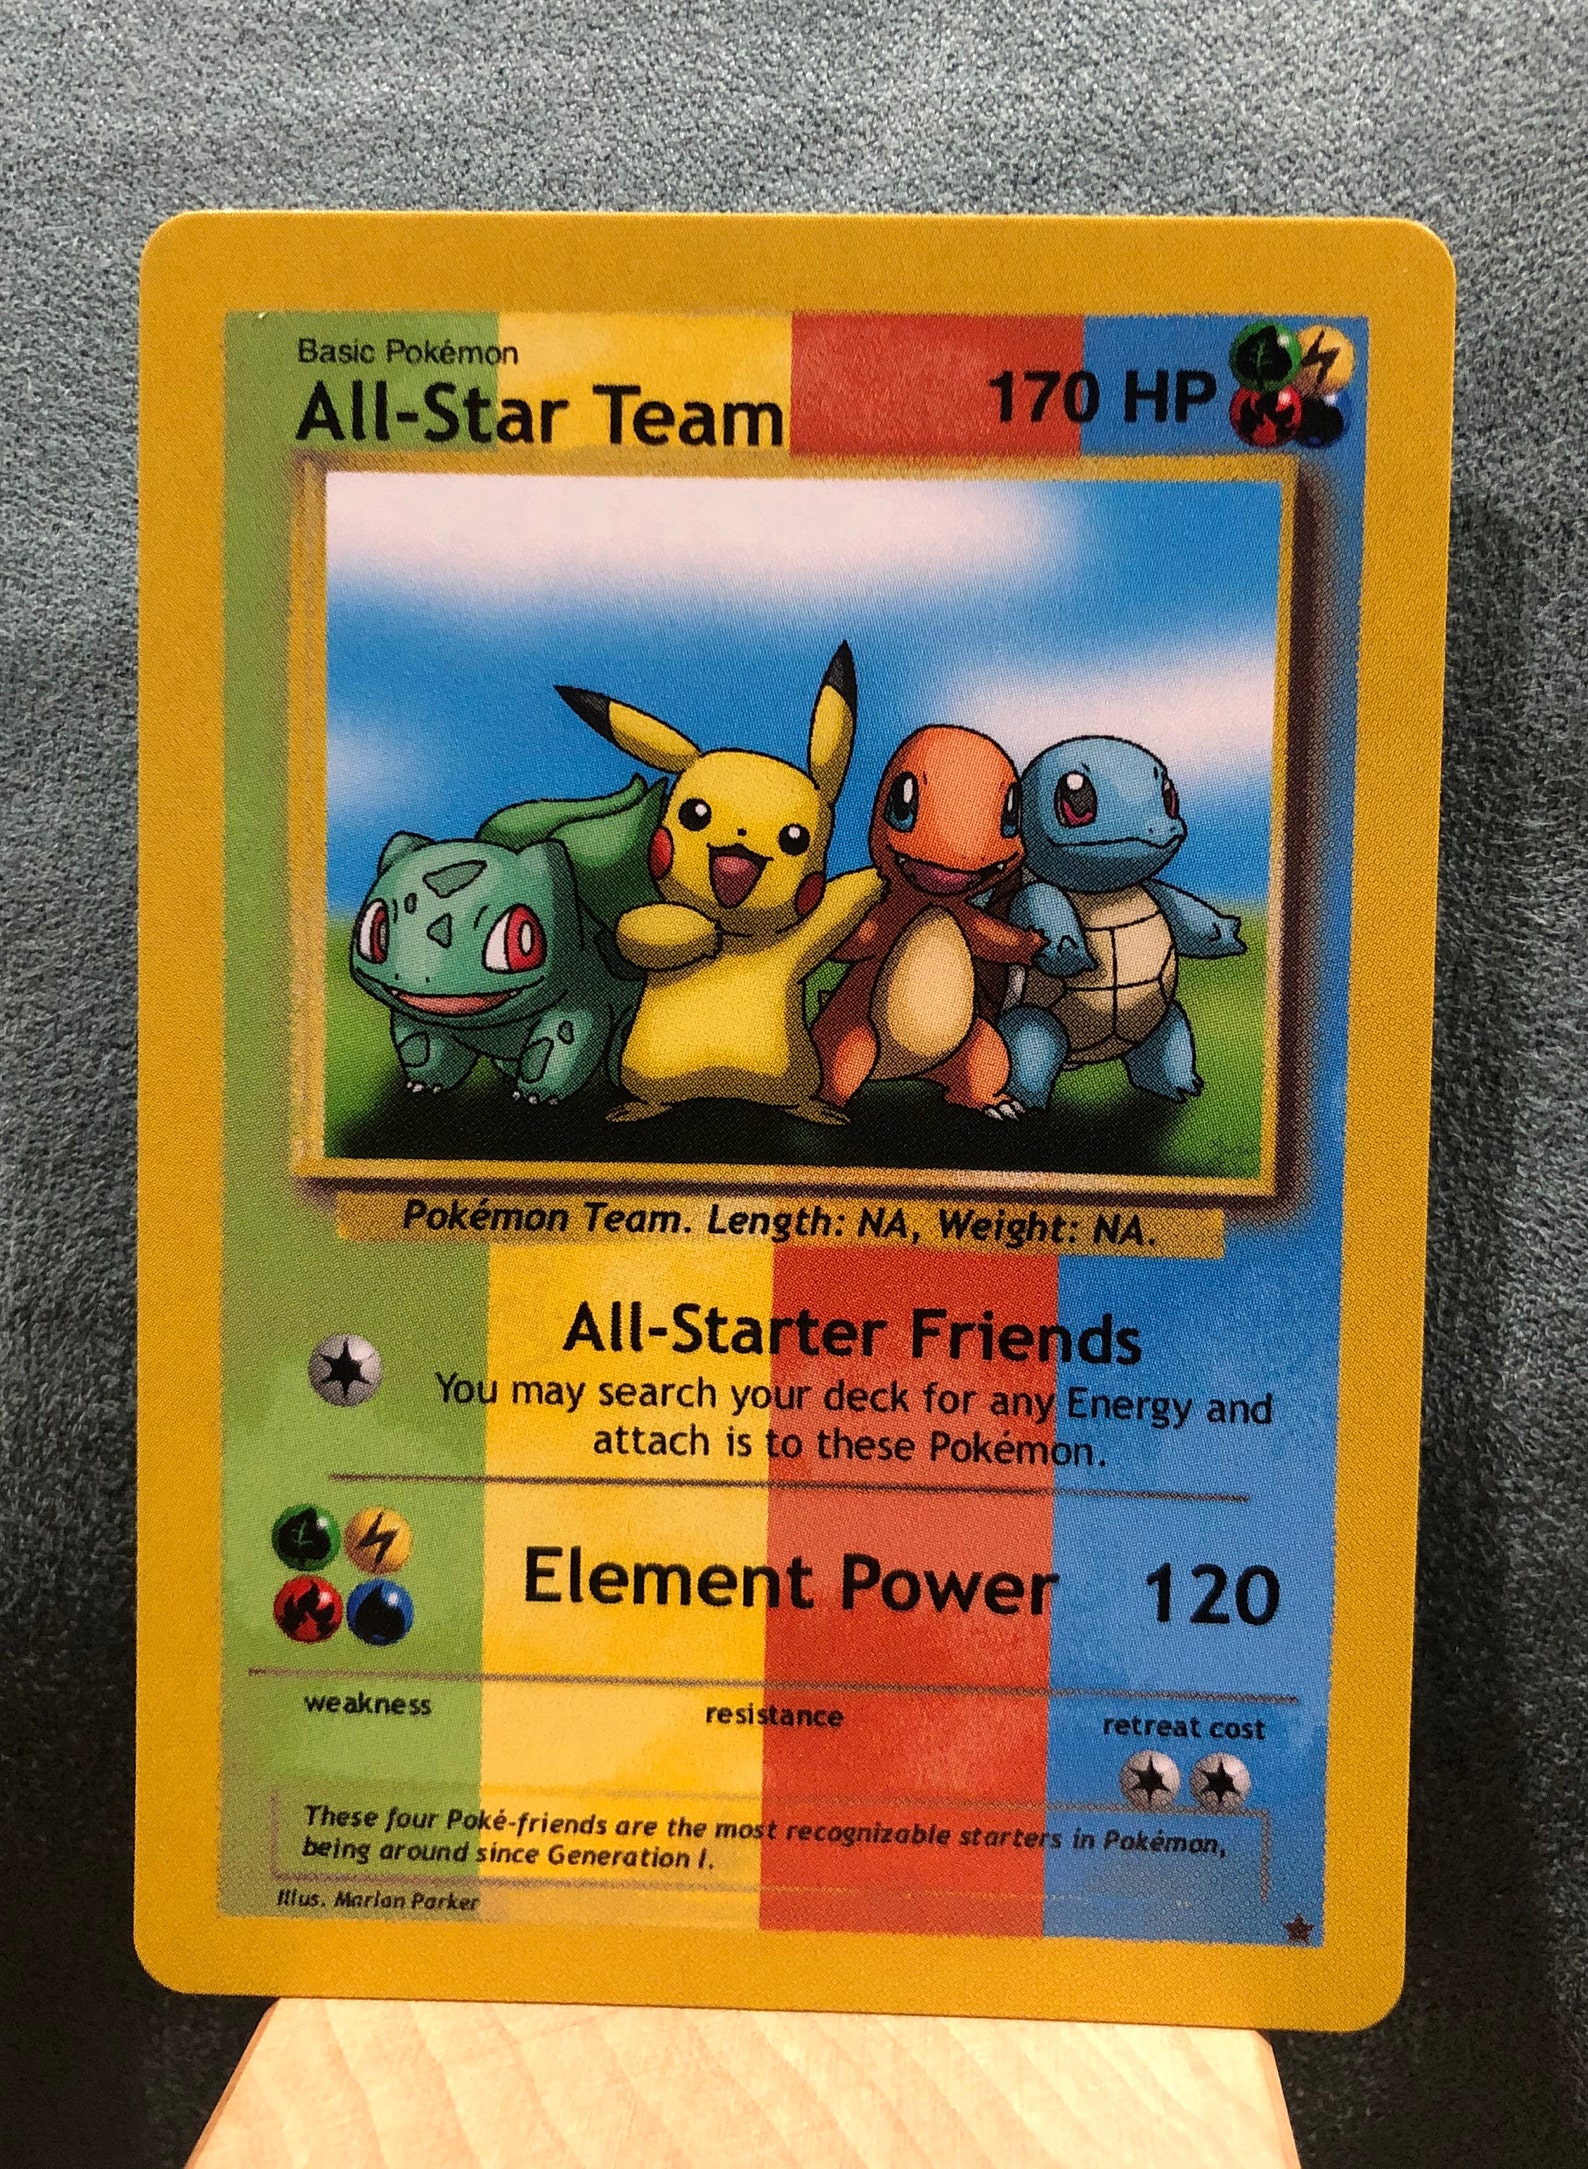 Basic Pokémon
All-Star Team
170 HP
Pokémon Team. Length: NA, Weight: NA.
All-Starter Friends
You may search your deck for any Energy and
attach is to these Pokémon.
Element Power 120
weakness
resistance
retreat cost
These four Poké-friends are the most recognizable starters in Pokémon,
being around since Generation I.
Illus. Marlan Parker